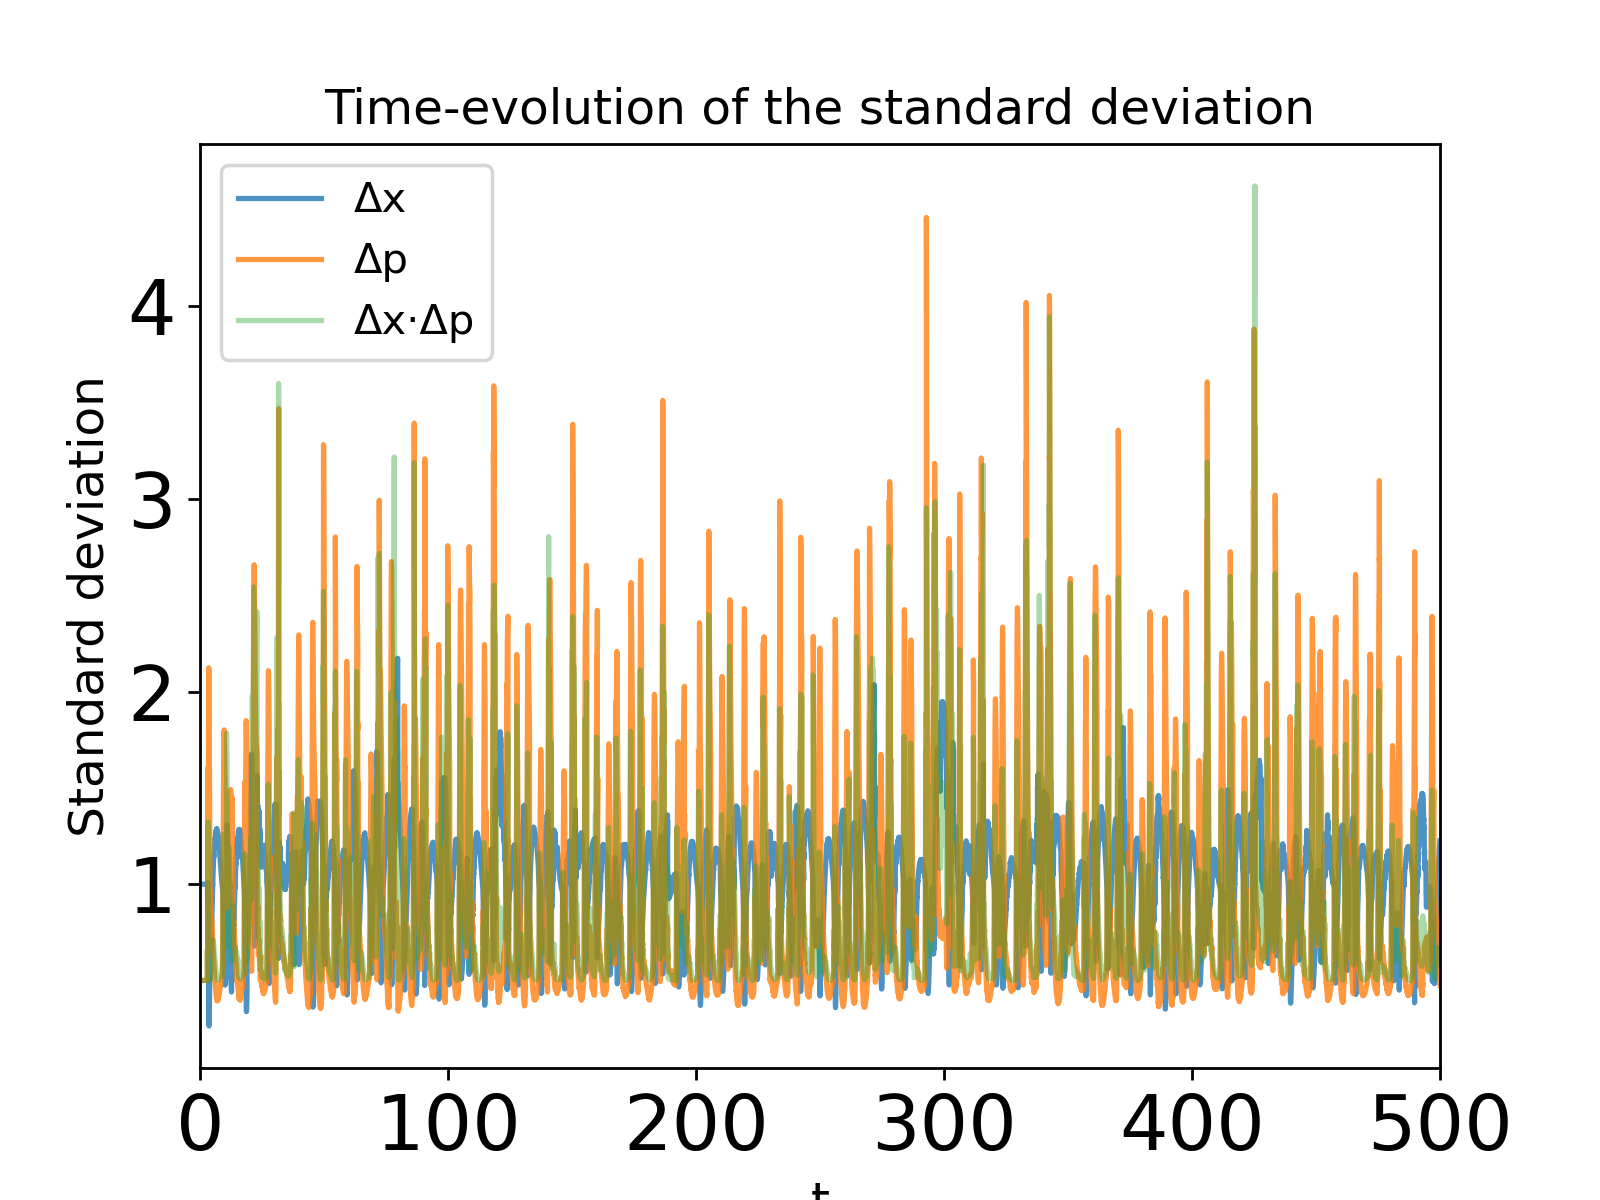 Time-evolution of the standard deviation
Δx
Δp
Δx·Δp
Standard deviation
4
3
2
1
0 100 200 300 400 500
t